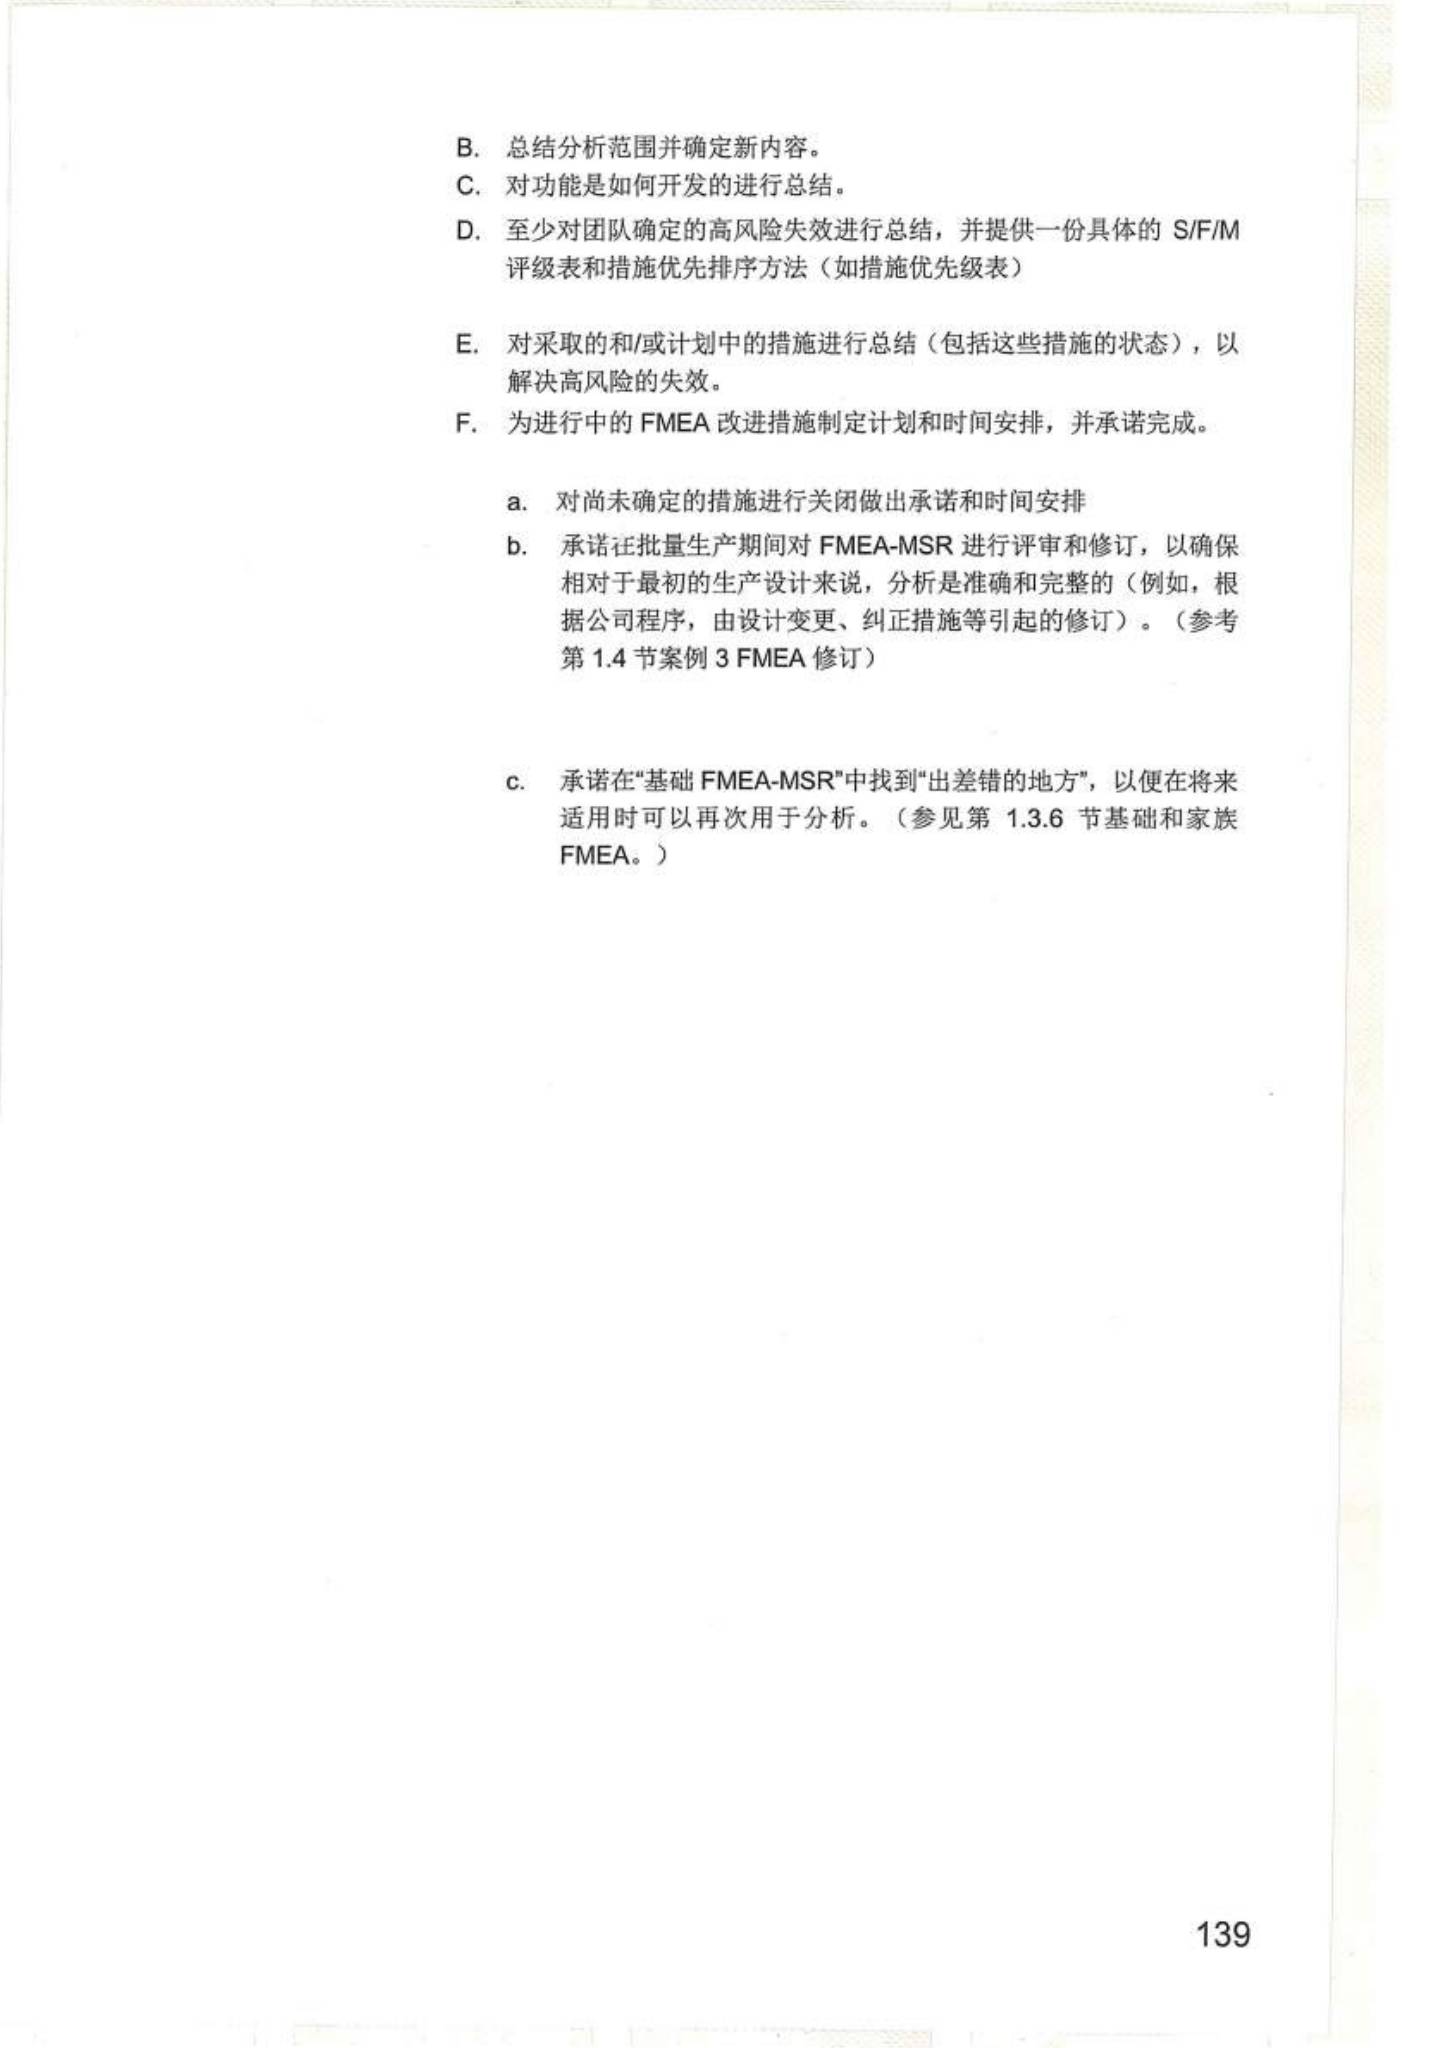 B. 总结分析范围并确定新内容。
C. 对功能是如何开发的进行总结。
D. 至少对团队确定的高风险失效进行总结，并提供一份具体的 S/F/M
评级表和措施优先排序方法（如措施优先级表）
E. 对采取的和/或计划中的措施进行总结（包括这些措施的状态），以
解决高风险的失效。
F. 为进行中的 FMEA 改进措施制定计划和时间安排，并承诺完成。
a. 对尚未确定的措施进行关闭做出承诺和时间安排
b. 承诺在批量生产期间对 FMEA-MSR 进行评审和修订，以确保
相对于最初的生产设计来说，分析是准确和完整的（例如，根
据公司程序，由设计变更、纠正措施等引起的修订）。（参考
第 1.4 节案例 3 FMEA 修订）
c. 承诺在“基础 FMEA-MSR”中找到“出差错的地方”，以便在将来
适用时可以再次用于分析。（参见第 1.3.6 节基础和家族
FMEA。）
139